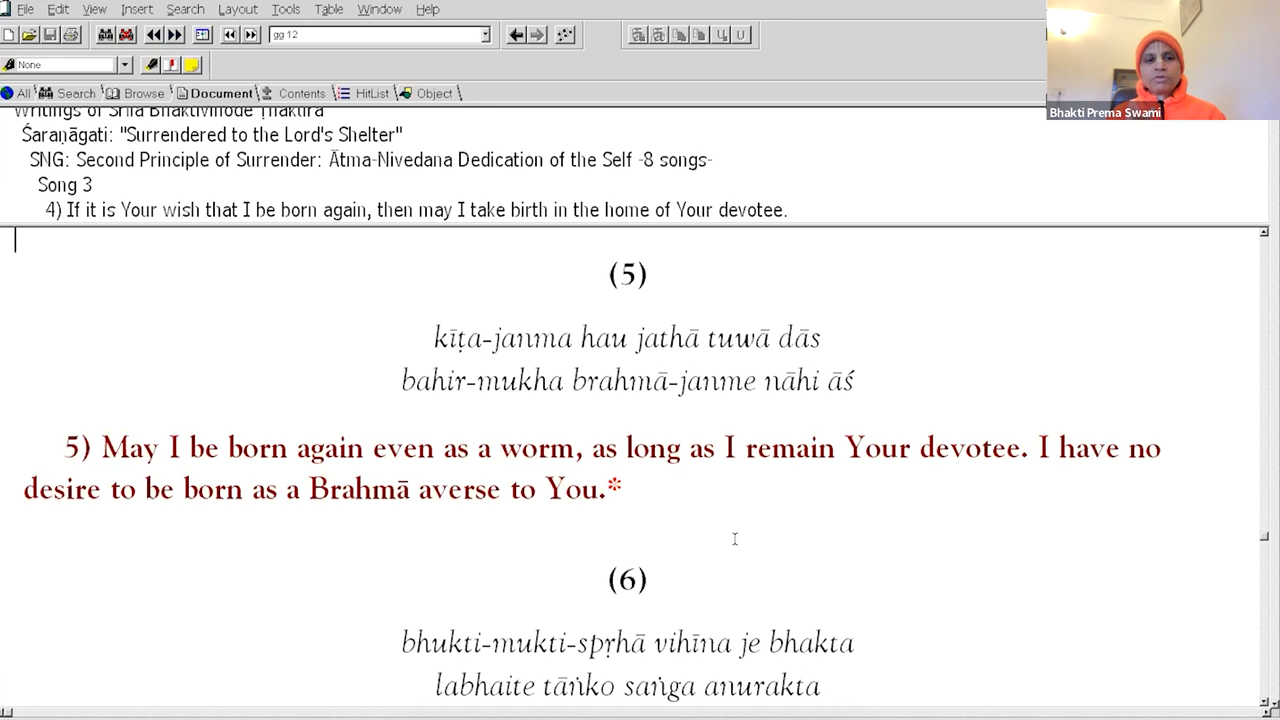 File Edit View Insert Search Layout Tools Table Window Help
gg 12
None
All Search Browse Document Contents HitList Object
Bhakti Prema Swami
Writings of Śrīla Bhaktivinode Ṭhākura
Śaraṇāgati: "Surrendered to the Lord's Shelter"
SNG: Second Principle of Surrender: Ātma-Nivedana Dedication of the Self -8 songs-
Song 3
4) If it is Your wish that I be born again, then may I take birth in the home of Your devotee.
(5)
kīṭa-janma hau jathā tuwā dās
bahir-mukha brahmā-janme nāhi āś
5) May I be born again even as a worm, as long as I remain Your devotee. I have no
desire to be born as a Brahmā averse to You.*
(6)
bhukti-mukti-spṛhā vihīna je bhakta
labhaite tāṅko saṅga anurakta